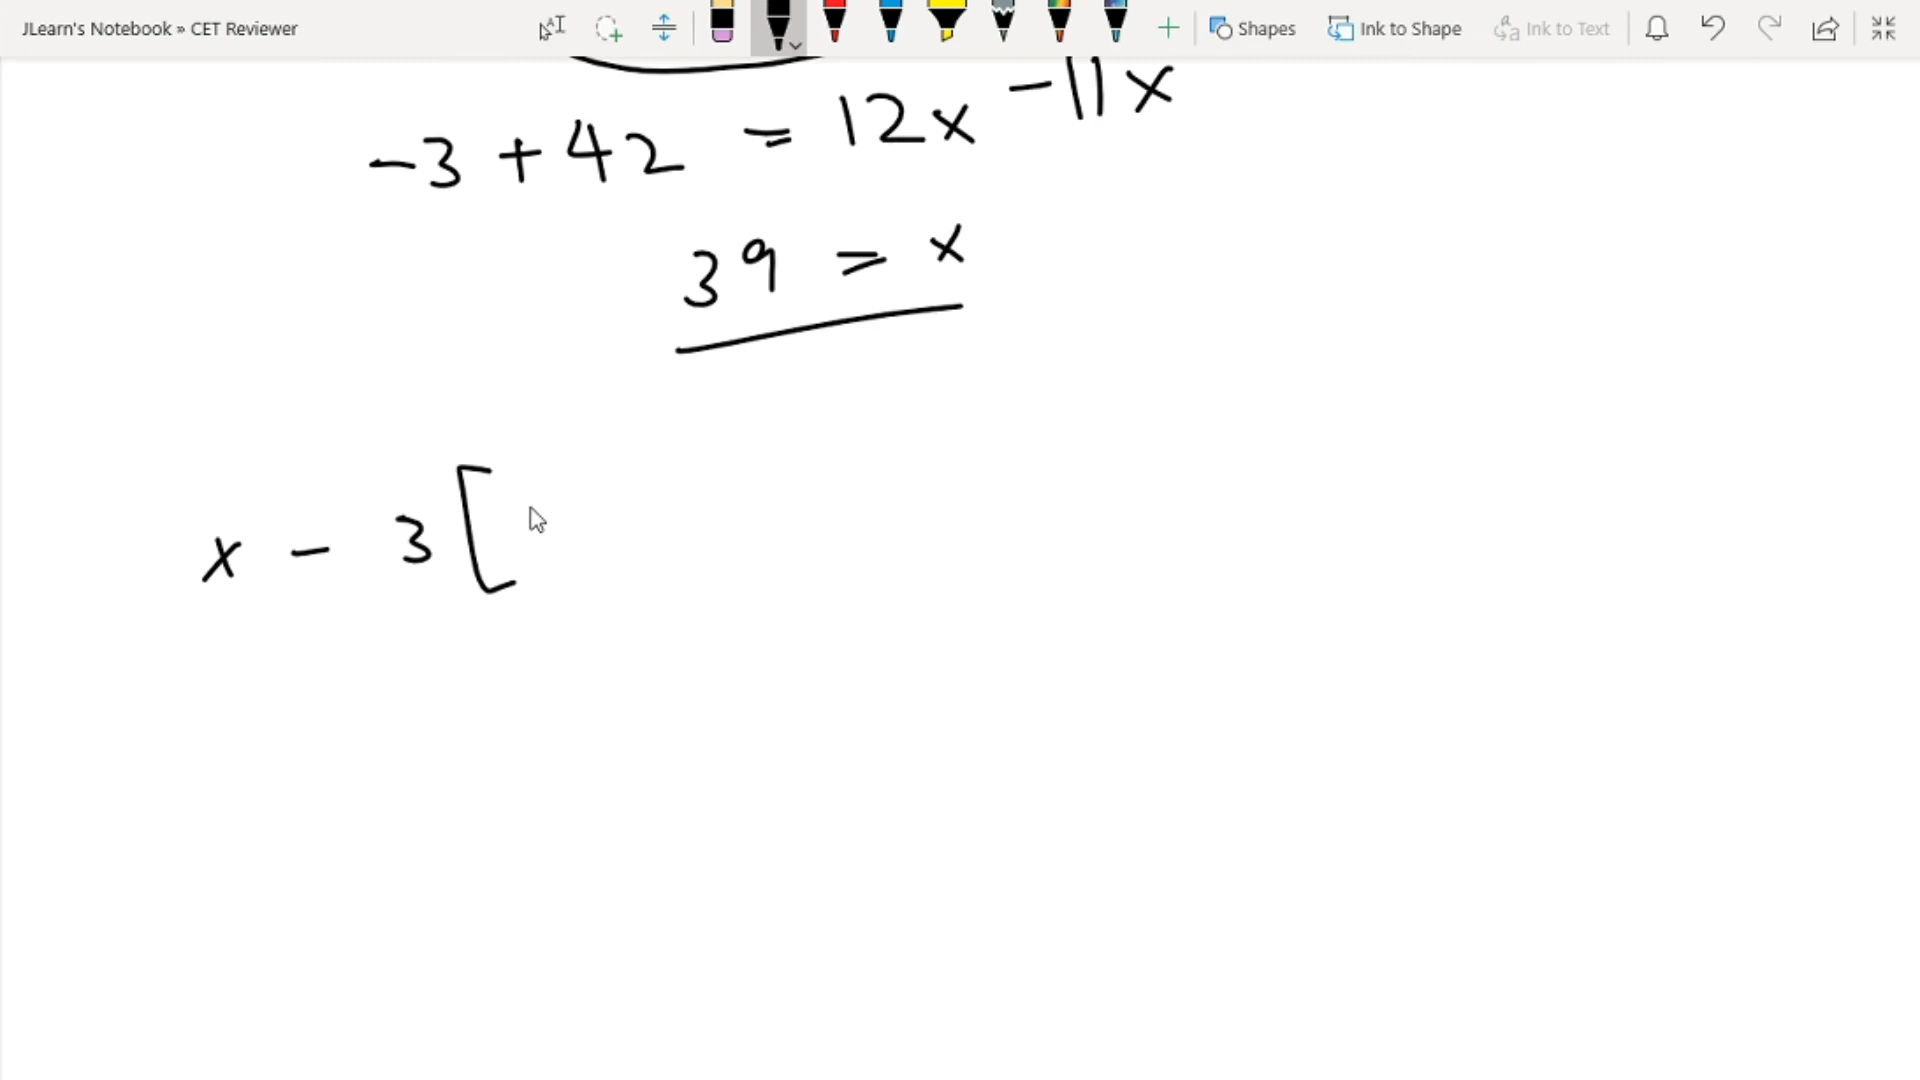 JLearn's Notebook » CET Reviewer Shapes Ink to Shape Ink to Text
-3 + 42 = 12x - 11x
39 = x
x - 3 [